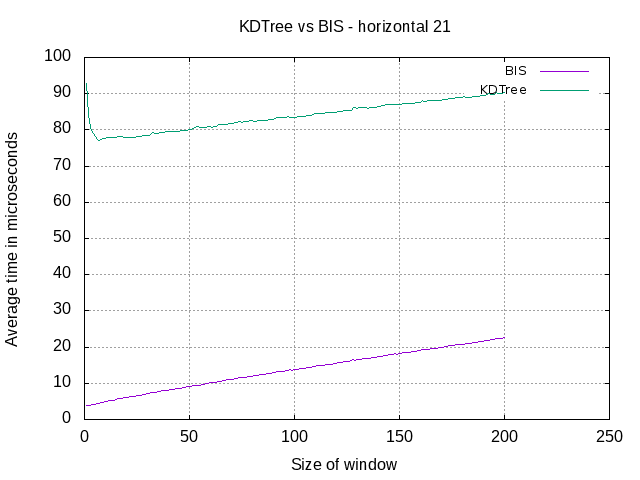 KDTree vs BIS - horizontal 21
BIS
KDTree
Average time in microseconds
100
90
80
70
60
50
40
30
20
10
0
0 50 100 150 200 250
Size of window